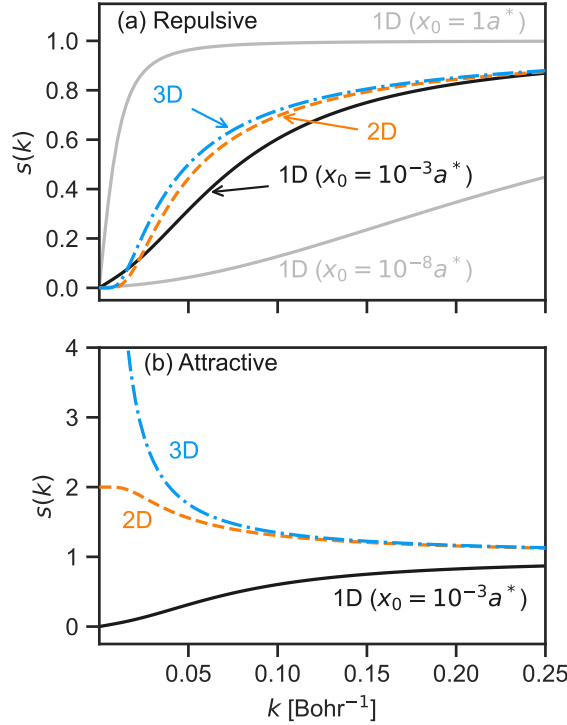 (a) Repulsive
1D (x₀ = 1a*)
3D
2D
1D (x₀ = 10⁻³a*)
1D (x₀ = 10⁻⁸a*)
s(k)
1.0
0.8
0.6
0.4
0.2
0.0
(b) Attractive
3D
2D
1D (x₀ = 10⁻³a*)
s(k)
4
3
2
1
0
0.05 0.10 0.15 0.20 0.25
k [Bohr⁻¹]